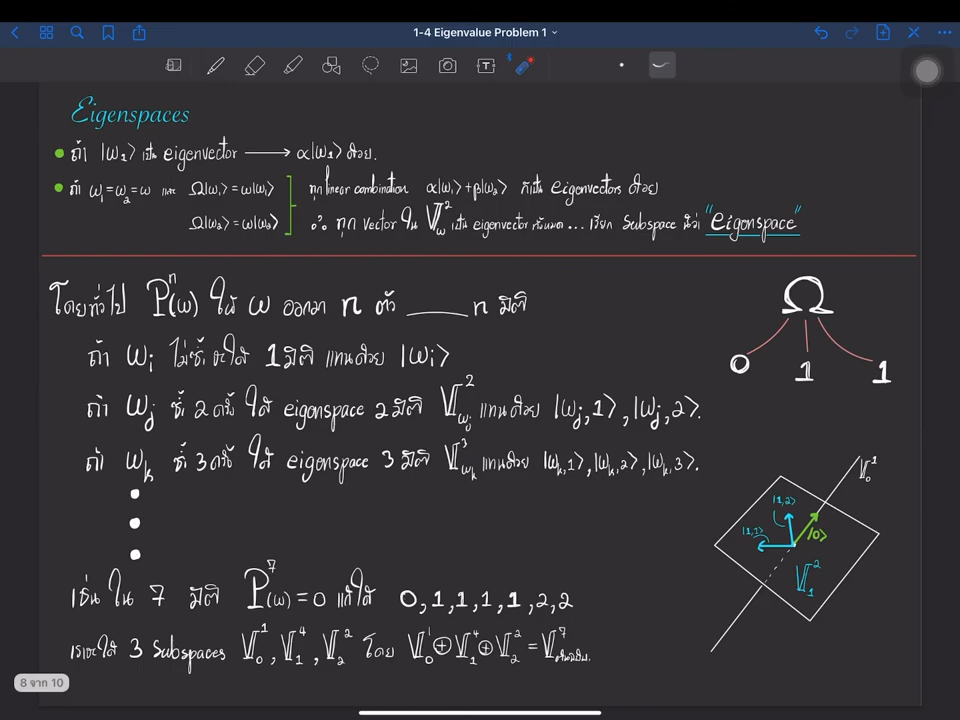 1-4 Eigenvalue Problem 1
Eigenspaces
ถ้า |ω₁⟩ เป็น eigenvector ⟶ α|ω₁⟩ ด้วย.
ถ้า ω₁=ω₂=ω และ Ω|ω₁⟩=ω|ω₁⟩
Ω|ω₂⟩=ω|ω₂⟩
ทุก linear combination α|ω₁⟩+β|ω₂⟩ ก็เป็น eigenvectors ด้วย
∴ ทุก vector ใน 𝕍²_ω เป็น eigenvector กันหมด... เรียก Subspace นี้ว่า "Eigenspace"
โดยทั่วไป Pⁿ(ω) ให้ ω ออกมา n ตัว ____ n มิติ
ถ้า ωᵢ ไม่ซ้ำ จะได้ 1 มิติ แทนด้วย |ωᵢ⟩
ถ้า ωⱼ ซ้ำ 2 ครั้ง ได้ eigenspace 2 มิติ 𝕍²_ωⱼ แทนด้วย |ωⱼ,1⟩,|ωⱼ,2⟩.
ถ้า ωₖ ซ้ำ 3 ครั้ง ได้ eigenspace 3 มิติ 𝕍³_ωₖ แทนด้วย |ωₖ,1⟩,|ωₖ,2⟩,|ωₖ,3⟩.
เช่น ใน 7 มิติ P⁷(ω)=0 แก้ได้ 0,1,1,1,1,2,2
เราจะได้ 3 Subspaces 𝕍¹₀,𝕍⁴₁,𝕍²₂ โดย 𝕍¹₀⊕𝕍⁴₁⊕𝕍²₂=𝕍⁷
Ω
0 1 1
𝕍¹₀
|1,2⟩
|1,1⟩
|0⟩
𝕍²₁
8 จาก 10